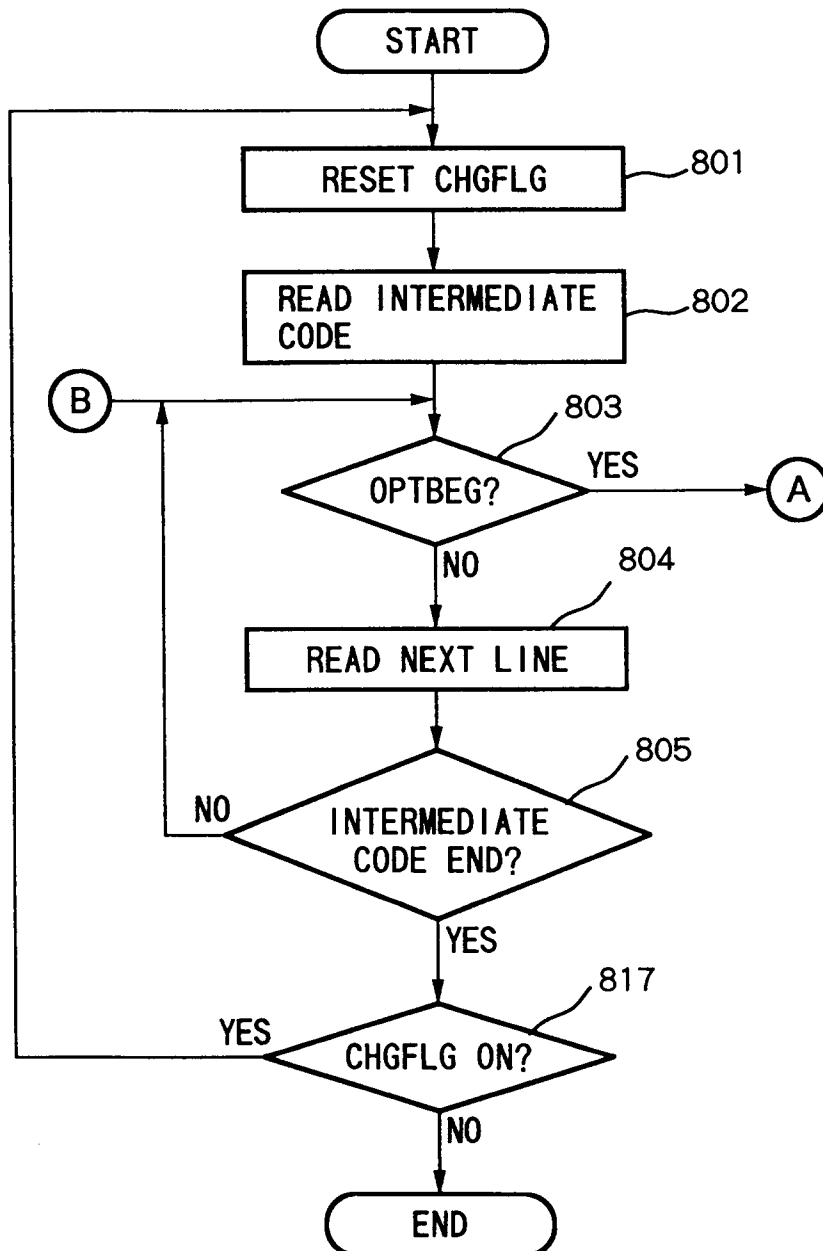 START
RESET CHGFLG
801
READ INTERMEDIATE
CODE
802
B
803
OPTBEG?
YES
A
NO
804
READ NEXT LINE
805
NO
INTERMEDIATE
CODE END?
YES
817
YES
CHGFLG ON?
NO
END